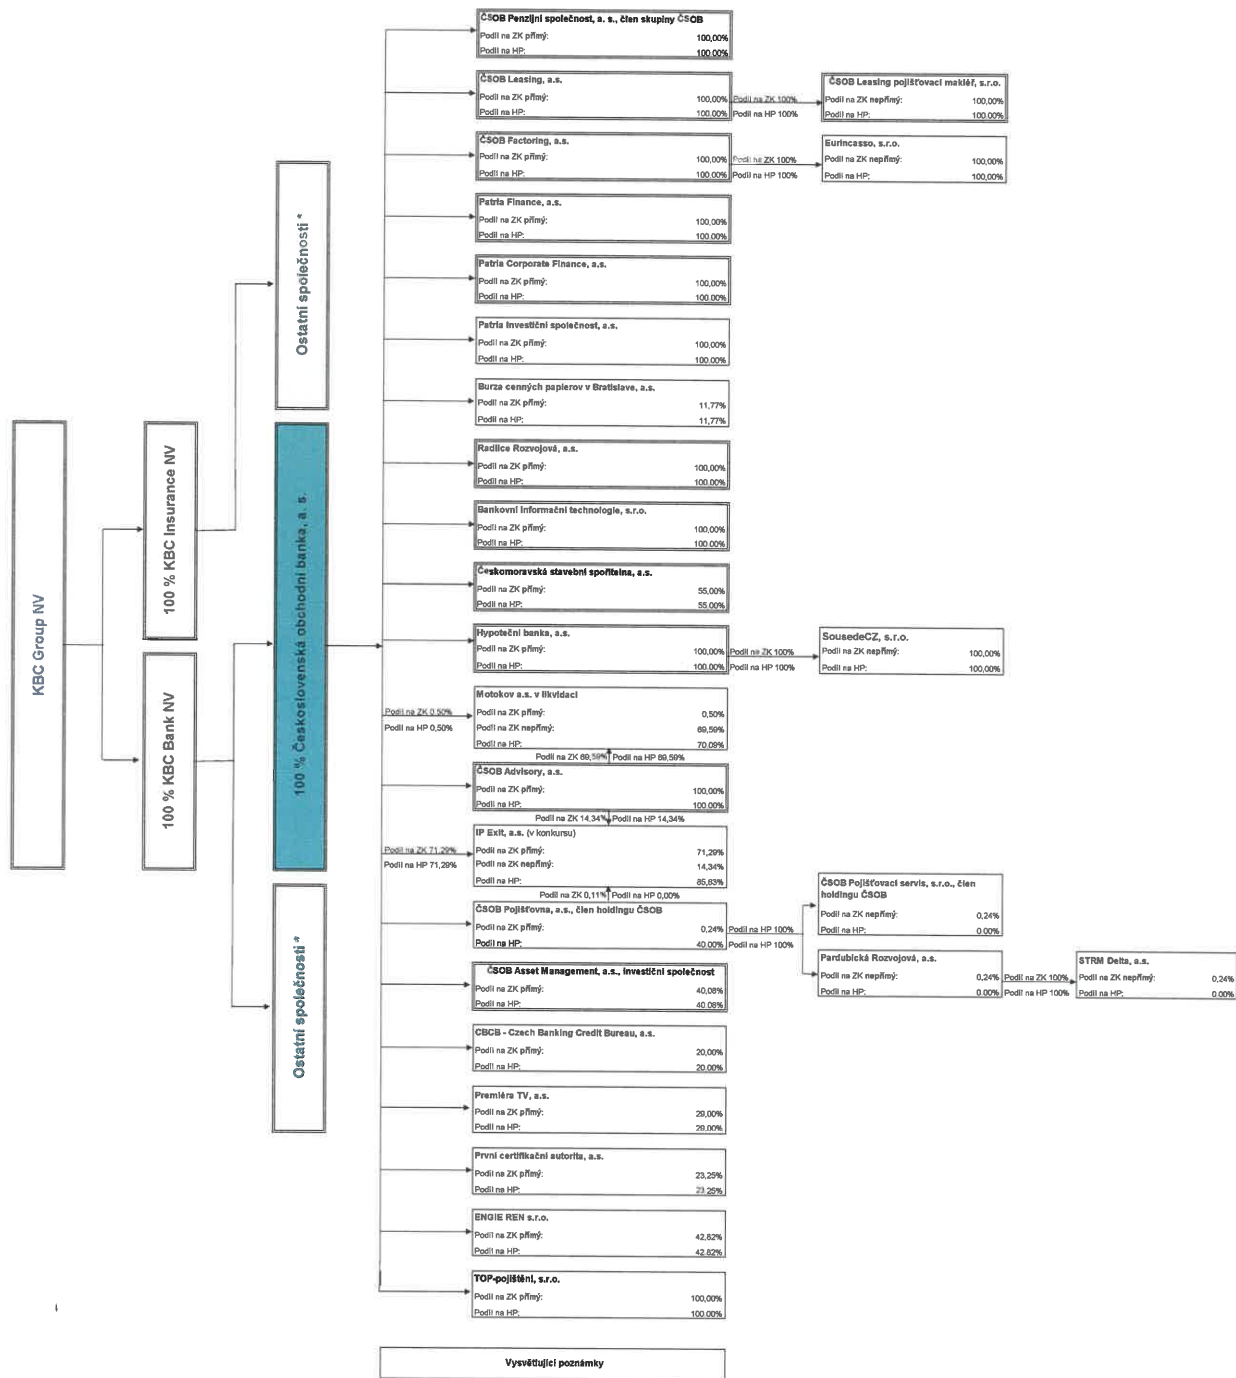 KBC Group NV
100 % KBC Insurance NV
100 % KBC Bank NV
Ostatní společnosti *
100 % Československá obchodní banka, a. s.
Ostatní společnosti *
ČSOB Penzijní společnost, a. s., člen skupiny ČSOB
Podíl na ZK přímý: 100,00%
Podíl na HP: 100.00%
ČSOB Leasing, a.s.
Podíl na ZK přímý: 100,00%
Podíl na HP: 100.00%
Podíl na ZK 100%
Podíl na HP 100%
ČSOB Leasing pojišťovací makléř, s.r.o.
Podíl na ZK nepřímý: 100,00%
Podíl na HP: 100.00%
ČSOB Factoring, a.s.
Podíl na ZK přímý: 100,00%
Podíl na HP: 100.00%
Podíl na ZK 100%
Podíl na HP 100%
Eurincasso, s.r.o.
Podíl na ZK nepřímý: 100,00%
Podíl na HP: 100,00%
Patria Finance, a.s.
Podíl na ZK přímý: 100,00%
Podíl na HP: 100.00%
Patria Corporate Finance, a.s.
Podíl na ZK přímý: 100,00%
Podíl na HP: 100.00%
Patria investiční společnost, a.s.
Podíl na ZK přímý: 100,00%
Podíl na HP: 100.00%
Burza cenných papierov v Bratislave, a.s.
Podíl na ZK přímý: 11,77%
Podíl na HP: 11,77%
Radlice Rozvojová, a.s.
Podíl na ZK přímý: 100,00%
Podíl na HP: 100.00%
Bankovní informační technologie, s.r.o.
Podíl na ZK přímý: 100,00%
Podíl na HP: 100.00%
Českomoravská stavební spořitelna, a.s.
Podíl na ZK přímý: 55,00%
Podíl na HP: 55.00%
Hypoteční banka, a.s.
Podíl na ZK přímý: 100,00%
Podíl na HP: 100.00%
Podíl na ZK 100%
Podíl na HP 100%
SousedeCZ, s.r.o.
Podíl na ZK nepřímý: 100,00%
Podíl na HP: 100,00%
Podíl na ZK 0,50%
Podíl na HP 0,50%
Motokov a.s. v likvidaci
Podíl na ZK přímý: 0,50%
Podíl na ZK nepřímý: 69,59%
Podíl na HP: 70.09%
Podíl na ZK 69,59% Podíl na HP 69,59%
ČSOB Advisory, a.s.
Podíl na ZK přímý: 100,00%
Podíl na HP: 100.00%
Podíl na ZK 14,34% Podíl na HP 14,34%
Podíl na ZK 71,29%
Podíl na HP 71,29%
IP Exit, a.s. (v konkursu)
Podíl na ZK přímý: 71,29%
Podíl na ZK nepřímý: 14,34%
Podíl na HP: 85,63%
Podíl na ZK 0,11% Podíl na HP 0,00%
ČSOB Pojišťovna, a.s., člen holdingu ČSOB
Podíl na ZK přímý: 0,24%
Podíl na HP: 40.00%
Podíl na HP 100%
Podíl na HP 100%
ČSOB Pojišťovací servis, s.r.o., člen
holdingu ČSOB
Podíl na ZK nepřímý: 0,24%
Podíl na HP: 0.00%
Pardubická Rozvojová, a.s.
Podíl na ZK nepřímý: 0,24%
Podíl na HP: 0.00%
Podíl na ZK 100%
Podíl na HP 100%
STRM Delta, a.s.
Podíl na ZK nepřímý: 0,24%
Podíl na HP: 0.00%
ČSOB Asset Management, a.s., investiční společnost
Podíl na ZK přímý: 40,08%
Podíl na HP: 40.08%
CBCB - Czech Banking Credit Bureau, a.s.
Podíl na ZK přímý: 20,00%
Podíl na HP: 20.00%
Premiéra TV, a.s.
Podíl na ZK přímý: 29,00%
Podíl na HP: 29,00%
První certifikační autorita, a.s.
Podíl na ZK přímý: 23,25%
Podíl na HP: 23.25%
ENGIE REN s.r.o.
Podíl na ZK přímý: 42,82%
Podíl na HP: 42.82%
TOP-pojištění, s.r.o.
Podíl na ZK přímý: 100,00%
Podíl na HP: 100.00%
Vysvětlující poznámky